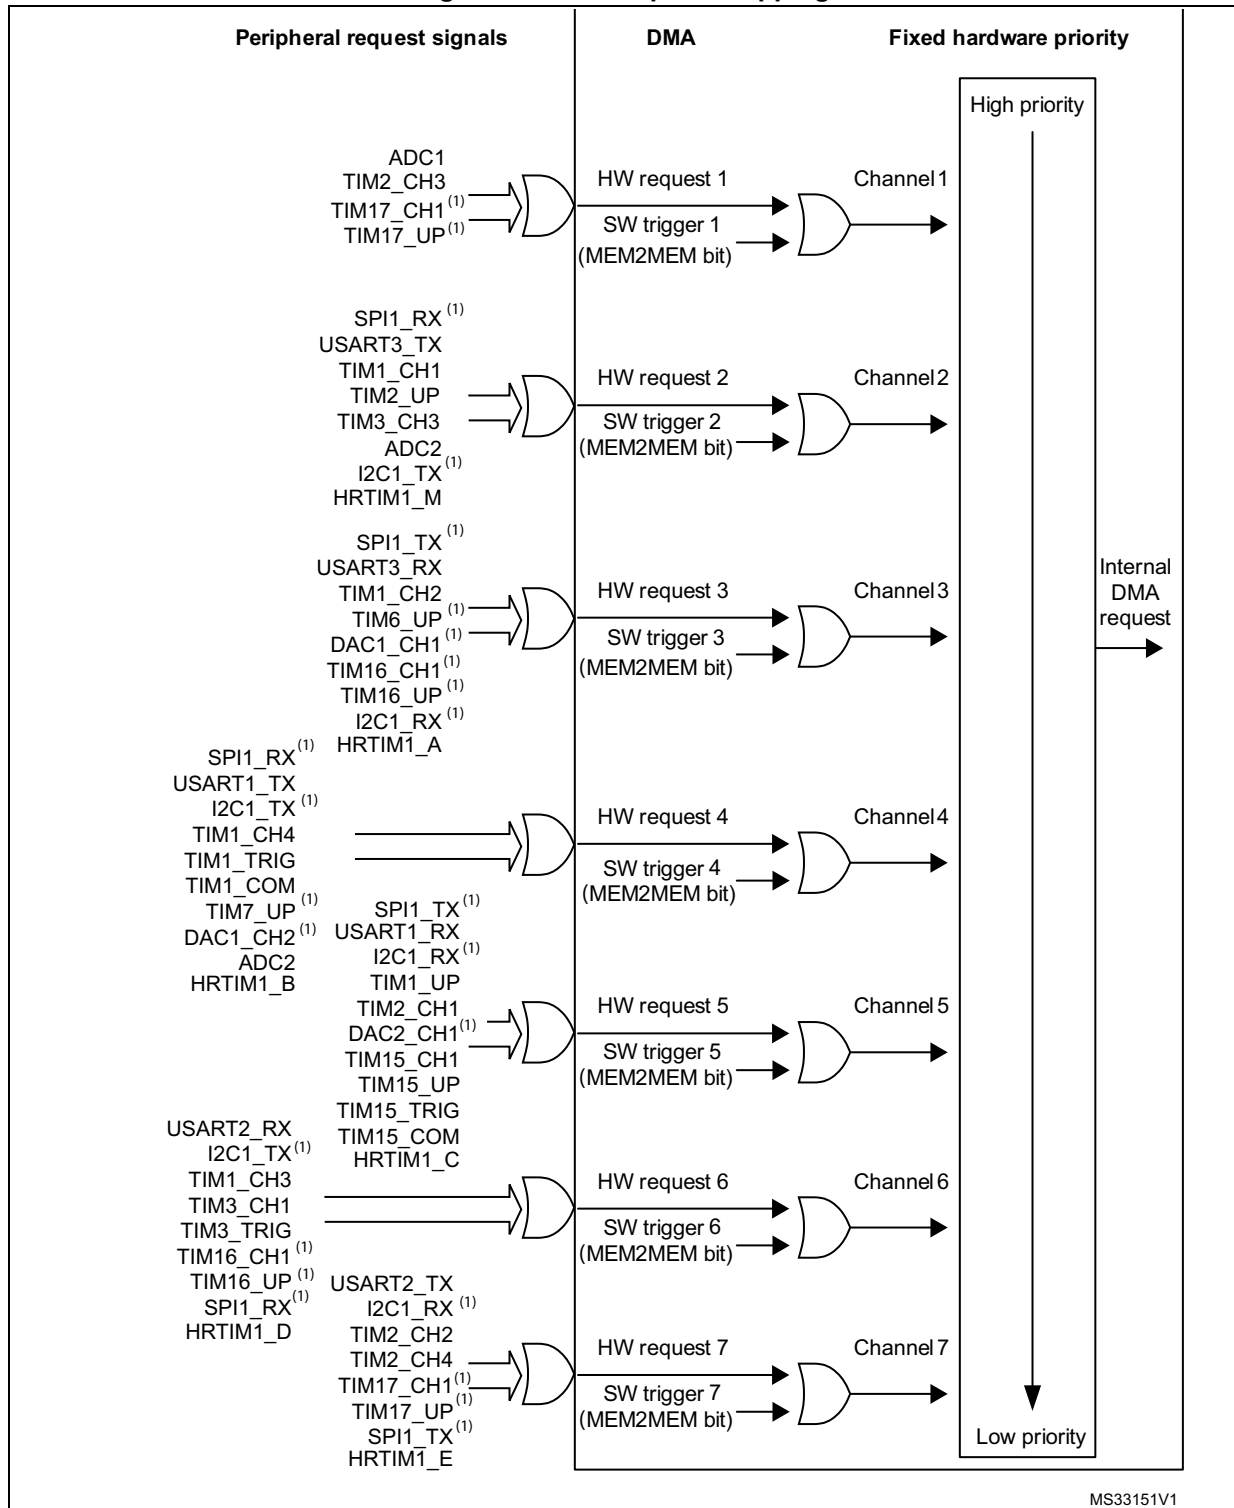 Peripheral request signals DMA Fixed hardware priority
High priority
ADC1
TIM2_CH3
TIM17_CH1(1)
TIM17_UP(1)
HW request 1
SW trigger 1
(MEM2MEM bit)
Channel 1
SPI1_RX(1)
USART3_TX
TIM1_CH1
TIM2_UP
TIM3_CH3
ADC2
I2C1_TX(1)
HRTIM1_M
HW request 2
SW trigger 2
(MEM2MEM bit)
Channel 2
SPI1_TX(1)
USART3_RX
TIM1_CH2
TIM6_UP(1)
DAC1_CH1(1)
TIM16_CH1(1)
TIM16_UP(1)
I2C1_RX(1)
HRTIM1_A
HW request 3
SW trigger 3
(MEM2MEM bit)
Channel 3
Internal
DMA
request
SPI1_RX(1)
USART1_TX
I2C1_TX(1)
TIM1_CH4
TIM1_TRIG
TIM1_COM
TIM7_UP(1)
DAC1_CH2(1)
ADC2
HRTIM1_B
HW request 4
SW trigger 4
(MEM2MEM bit)
Channel 4
SPI1_TX(1)
USART1_RX
I2C1_RX(1)
TIM1_UP
TIM2_CH1
DAC2_CH1(1)
TIM15_CH1
TIM15_UP
TIM15_TRIG
TIM15_COM
HRTIM1_C
HW request 5
SW trigger 5
(MEM2MEM bit)
Channel 5
USART2_RX
I2C1_TX(1)
TIM1_CH3
TIM3_CH1
TIM3_TRIG
TIM16_CH1(1)
TIM16_UP(1)
SPI1_RX(1)
HRTIM1_D
HW request 6
SW trigger 6
(MEM2MEM bit)
Channel 6
USART2_TX
I2C1_RX(1)
TIM2_CH2
TIM2_CH4
TIM17_CH1(1)
TIM17_UP(1)
SPI1_TX(1)
HRTIM1_E
HW request 7
SW trigger 7
(MEM2MEM bit)
Channel 7
Low priority
MS33151V1